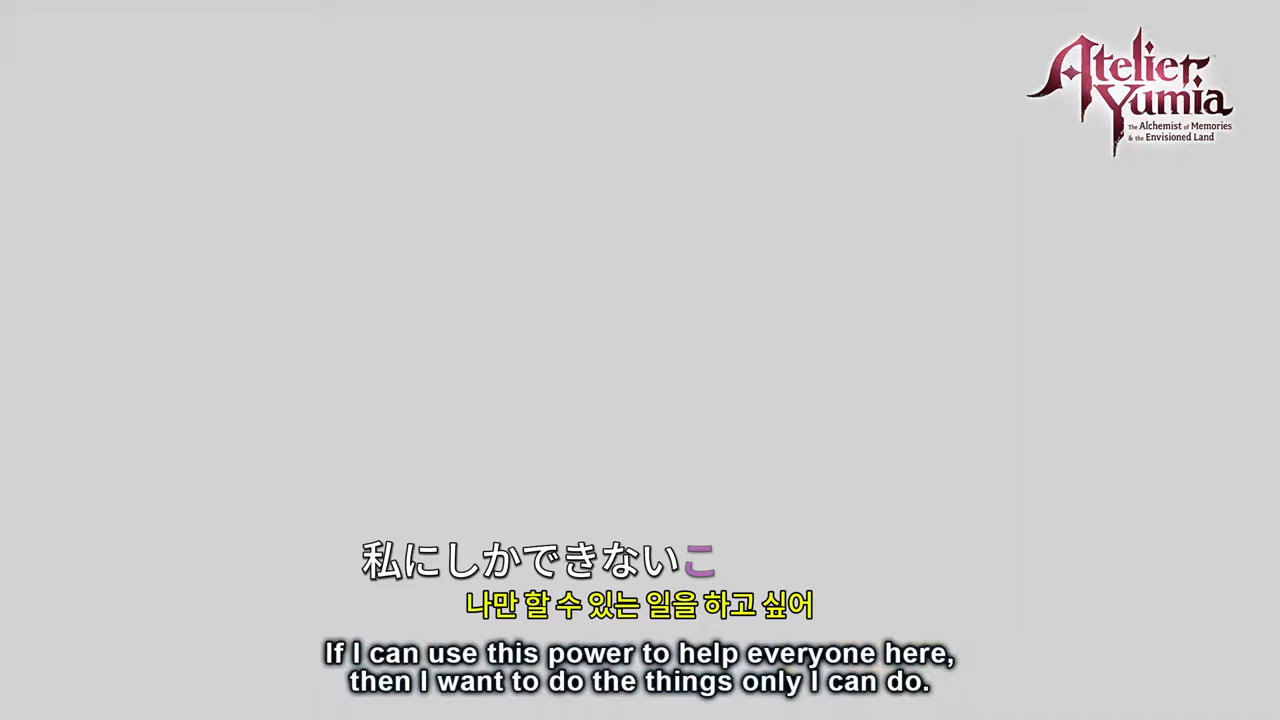 Atelier Yumia
The Alchemist of Memories
& the Envisioned Land
私にしかできないこ
나만 할 수 있는 일을 하고 싶어
If I can use this power to help everyone here,
then I want to do the things only I can do.